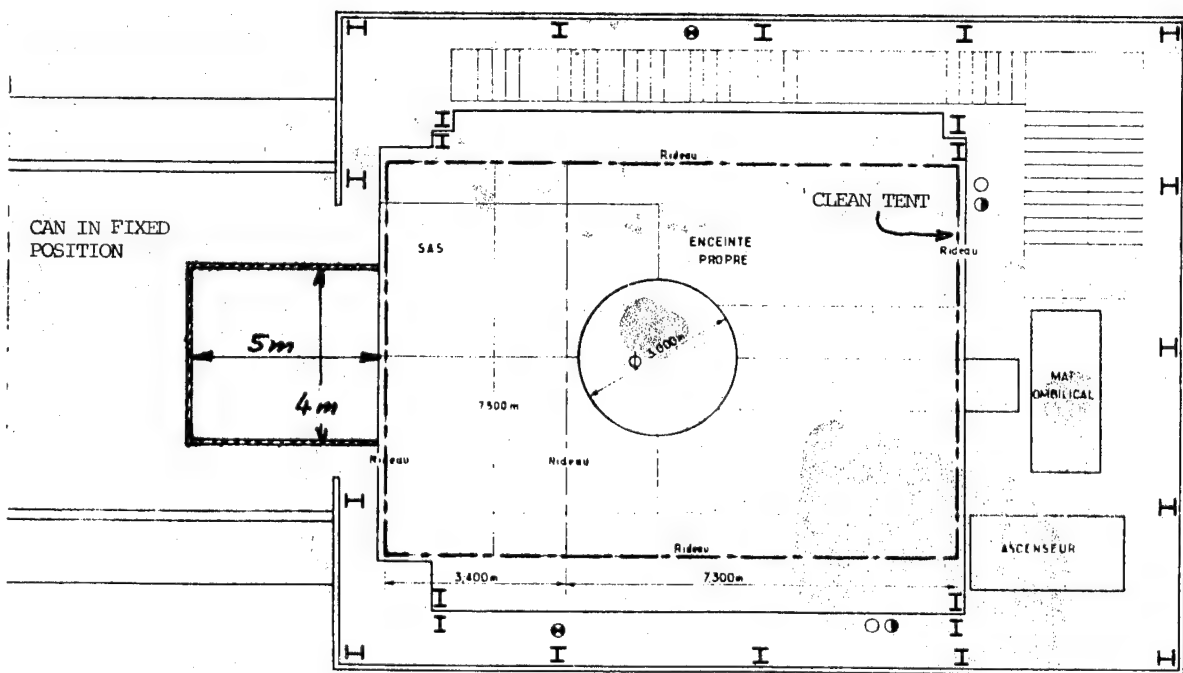 Rideau
CLEAN TENT
CAN IN FIXED
POSITION
SAS
ENCEINTE
PROPRE
Rideau
5m
3.000m
Ø
4m
7.500m
MAT
OMBILICAL
Rideau
Rideau
Rideau
ASCENSEUR
3.400m
7.300m